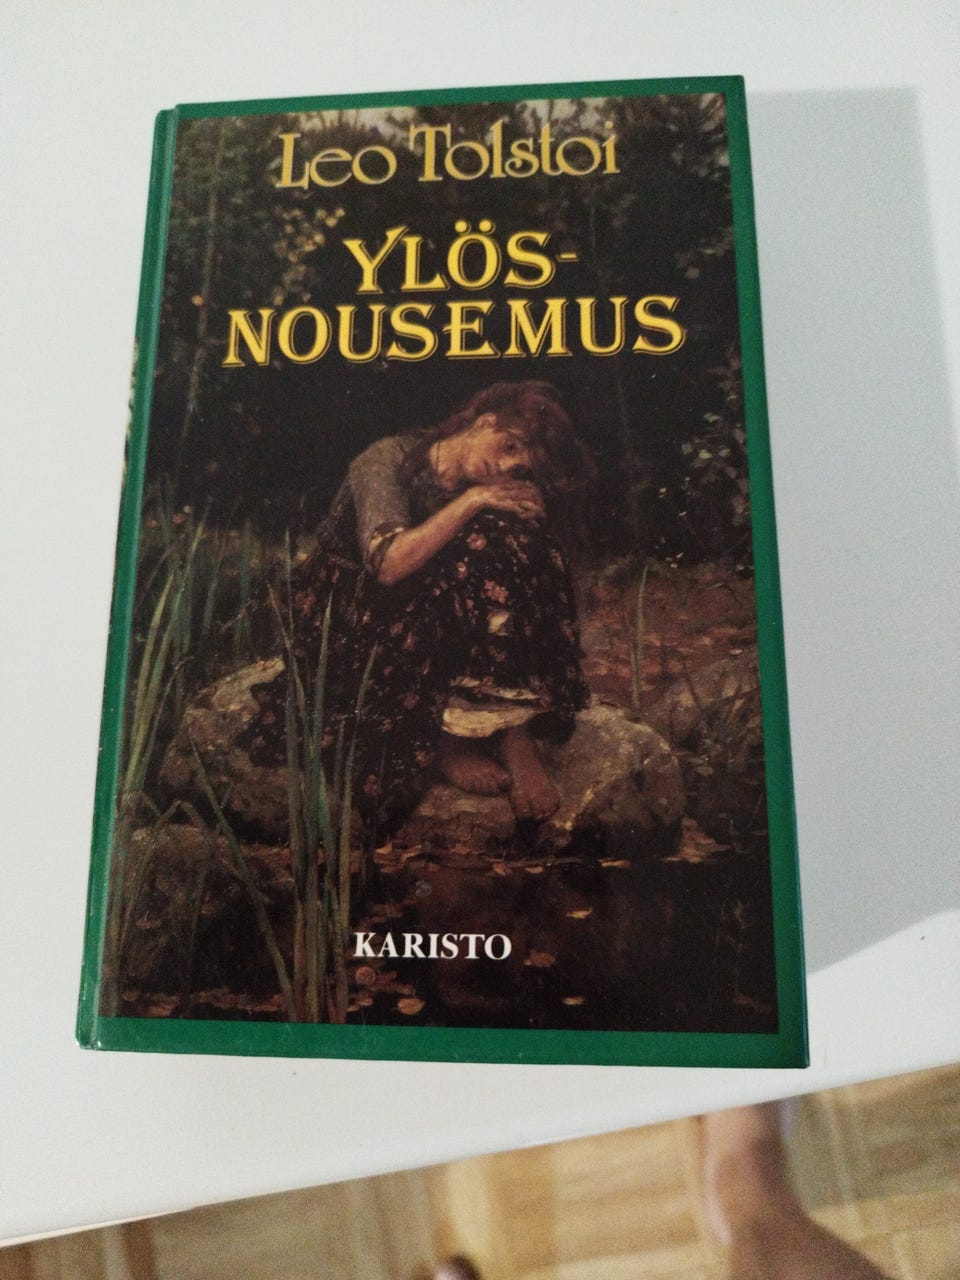 Leo Tolstoi
YLÖS-
NOUSEMUS
KARISTO